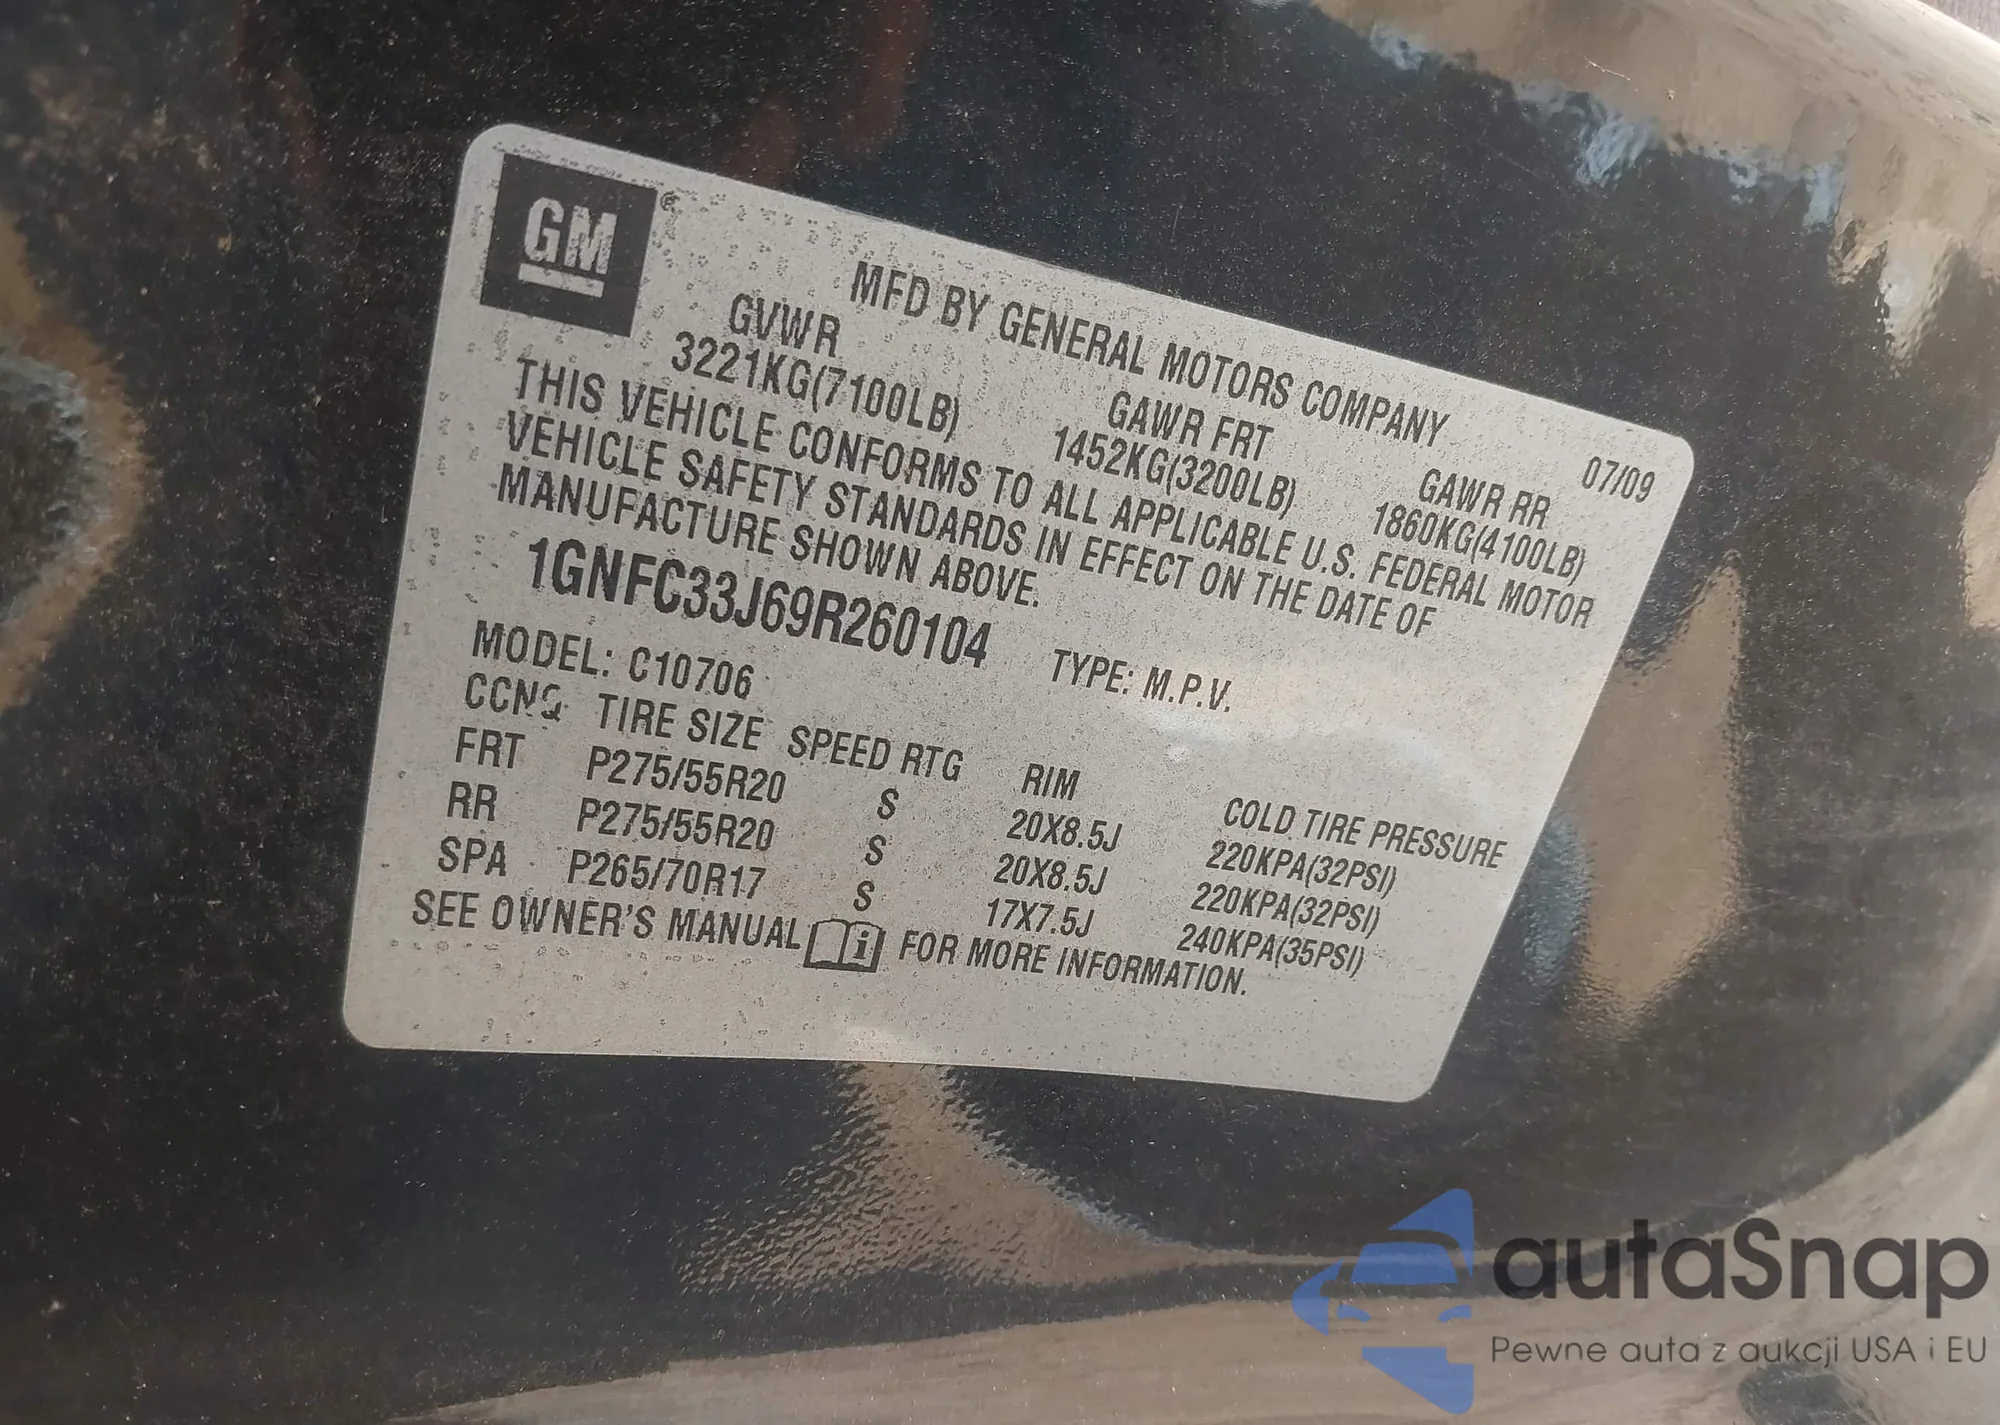 GM®
MFD BY GENERAL MOTORS COMPANY
07/09
GVWR GAWR FRT GAWR RR
3221KG(7100LB) 1452KG(3200LB) 1860KG(4100LB)
THIS VEHICLE CONFORMS TO ALL APPLICABLE U.S. FEDERAL MOTOR
VEHICLE SAFETY STANDARDS IN EFFECT ON THE DATE OF
MANUFACTURE SHOWN ABOVE.
1GNFC33J69R260104 TYPE: M.P.V.
MODEL: C10706
CCNQ TIRE SIZE SPEED RTG RIM COLD TIRE PRESSURE
FRT P275/55R20 S 20X8.5J 220KPA(32PSI)
RR P275/55R20 S 20X8.5J 220KPA(32PSI)
SPA P265/70R17 S 17X7.5J 240KPA(35PSI)
SEE OWNER'S MANUAL i FOR MORE INFORMATION.
autaSnap
Pewne auta z aukcji USA i EU